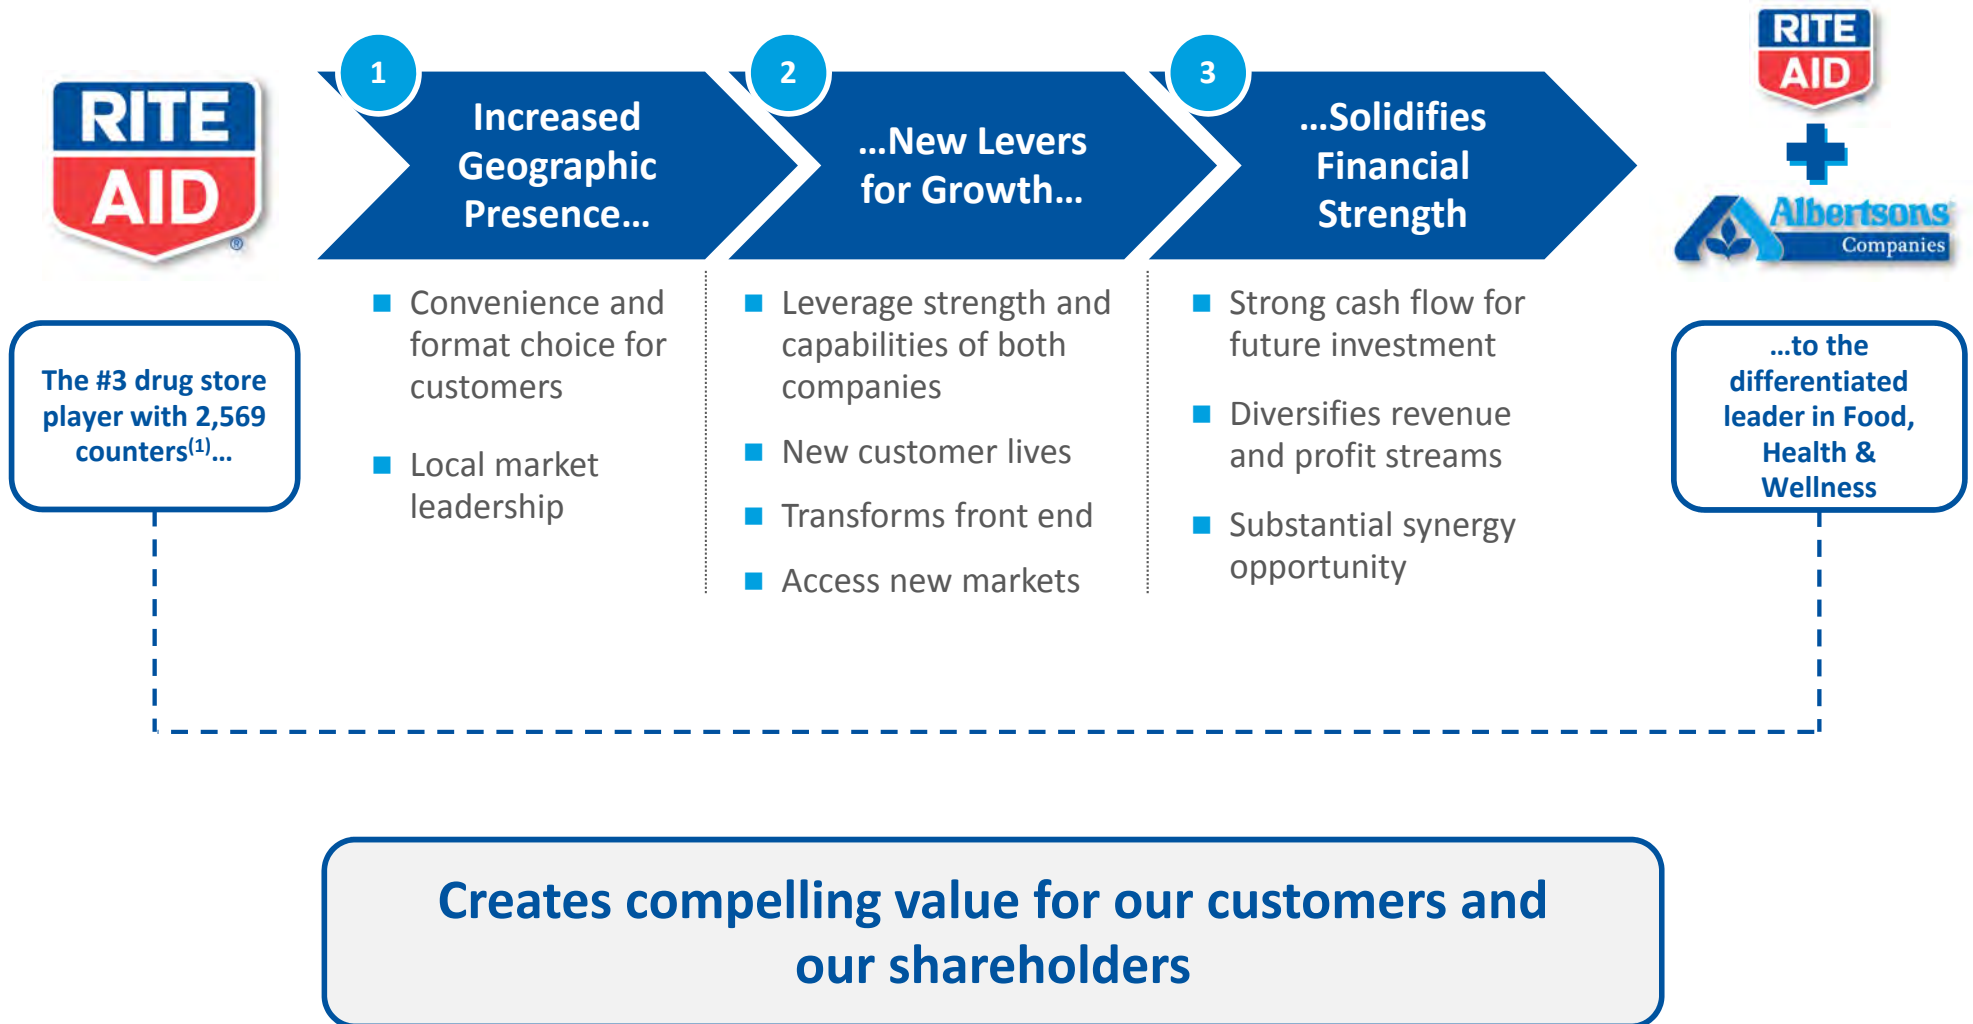 RITE
AID
®
The #3 drug store
player with 2,569
counters(1)…
1
Increased
Geographic
Presence…
Convenience and
format choice for
customers
Local market
leadership
2
…New Levers
for Growth…
Leverage strength and
capabilities of both
companies
New customer lives
Transforms front end
Access new markets
3
…Solidifies
Financial
Strength
Strong cash flow for
future investment
Diversifies revenue
and profit streams
Substantial synergy
opportunity
RITE
AID
Albertsons
Companies
…to the
differentiated
leader in Food,
Health &
Wellness
Creates compelling value for our customers and
our shareholders